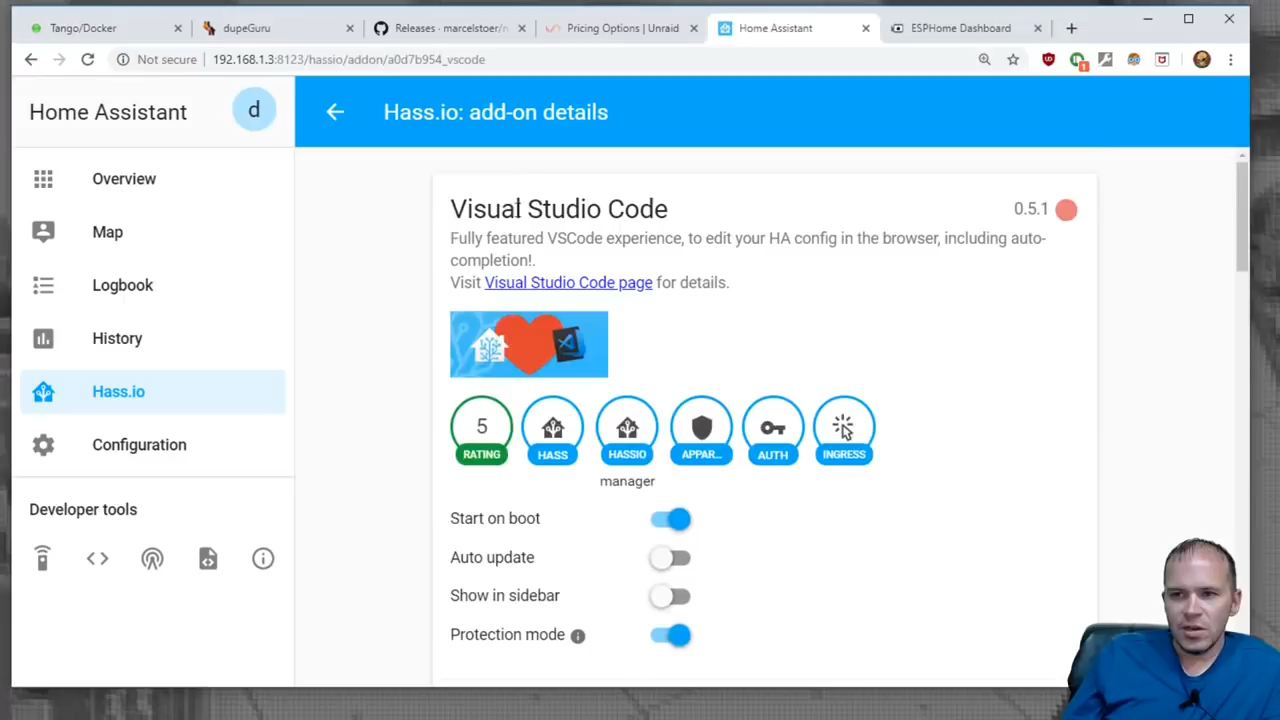 Tango/Docker
dupeGuru
Releases · marcelstoer/n
Pricing Options | Unraid
Home Assistant
ESPHome Dashboard
Not secure | 192.168.1.3:8123/hassio/addon/a0d7b954_vscode
1
Home Assistant
d
Hass.io: add-on details
Overview
Map
Logbook
History
Hass.io
Configuration
Developer tools
Visual Studio Code
0.5.1
Fully featured VSCode experience, to edit your HA config in the browser, including auto-
completion!.
Visit Visual Studio Code page for details.
5
RATING
HASS
HASSIO
APPAR...
AUTH
INGRESS
manager
Start on boot
Auto update
Show in sidebar
Protection mode